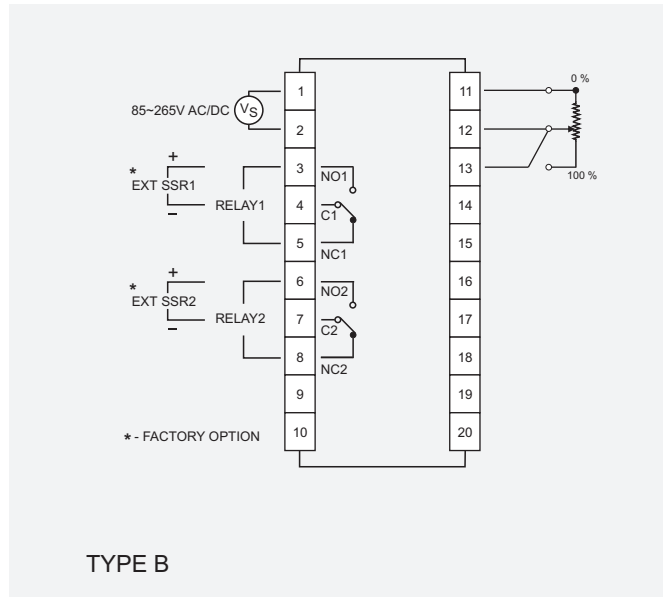 1 11 0 %
85~265V AC/DC VS
2 12
+ 3 NO1 13 100 %
* EXT SSR1 RELAY1 4 C1 14
– 5 NC1 15
+ 6 NO2 16
* EXT SSR2 RELAY2 7 C2 17
– 8 NC2 18
9 19
* - FACTORY OPTION 10 20
TYPE B